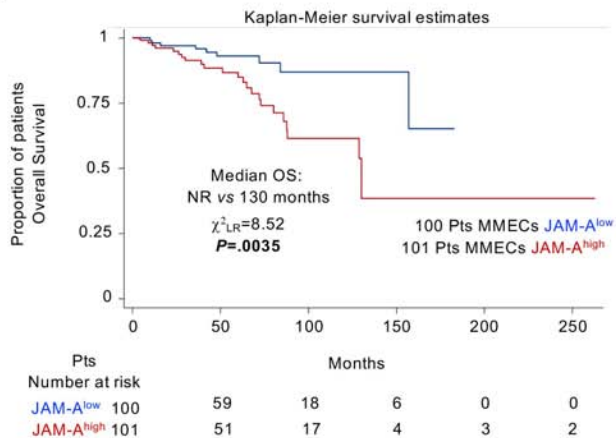 Kaplan-Meier survival estimates
Proportion of patients
Overall Survival
1
0.75
0.5
0.25
0
Median OS:
NR vs 130 months
χ²LR=8.52
P=.0035
100 Pts MMECs JAM-Alow
101 Pts MMECs JAM-Ahigh
0 50 100 150 200 250
Months
Pts
Number at risk
JAM-Alow 100 59 18 6 0 0
JAM-Ahigh 101 51 17 4 3 2